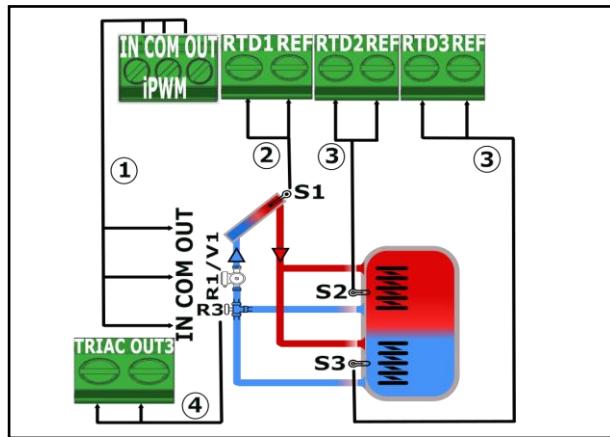 IN COM OUT
iPWM
RTD1 REF
RTD2 REF
RTD3 REF
1
2
3
3
S1
IN COM OUT
R1/V1
S2
R3
S3
TRIAC OUT3
4